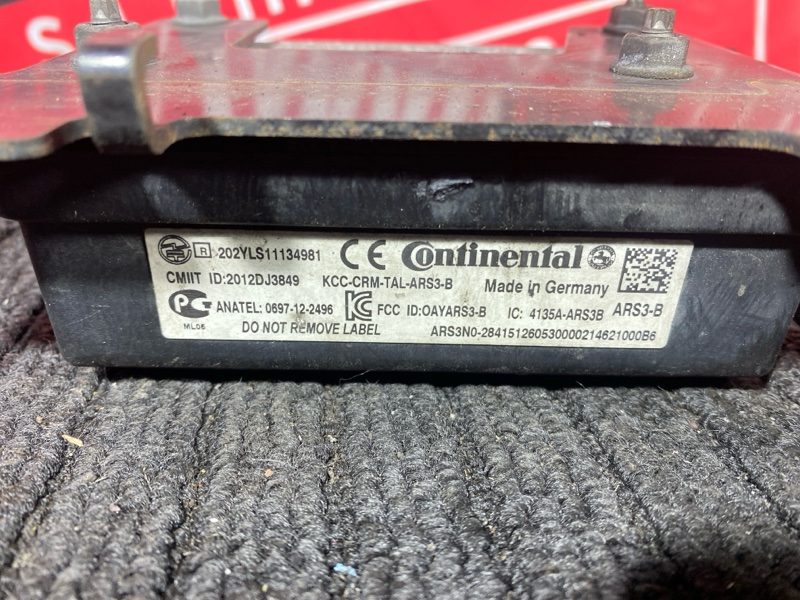 R 202YLS11134981 CE Continental
CMIIT ID:2012DJ3849 KCC-CRM-TAL-ARS3-B Made in Germany
ANATEL: 0697-12-2496 FCC ID:OAYARS3-B IC: 4135A-ARS3B ARS3-B
ML05 DO NOT REMOVE LABEL ARS3N0-284151260530000214621000B6